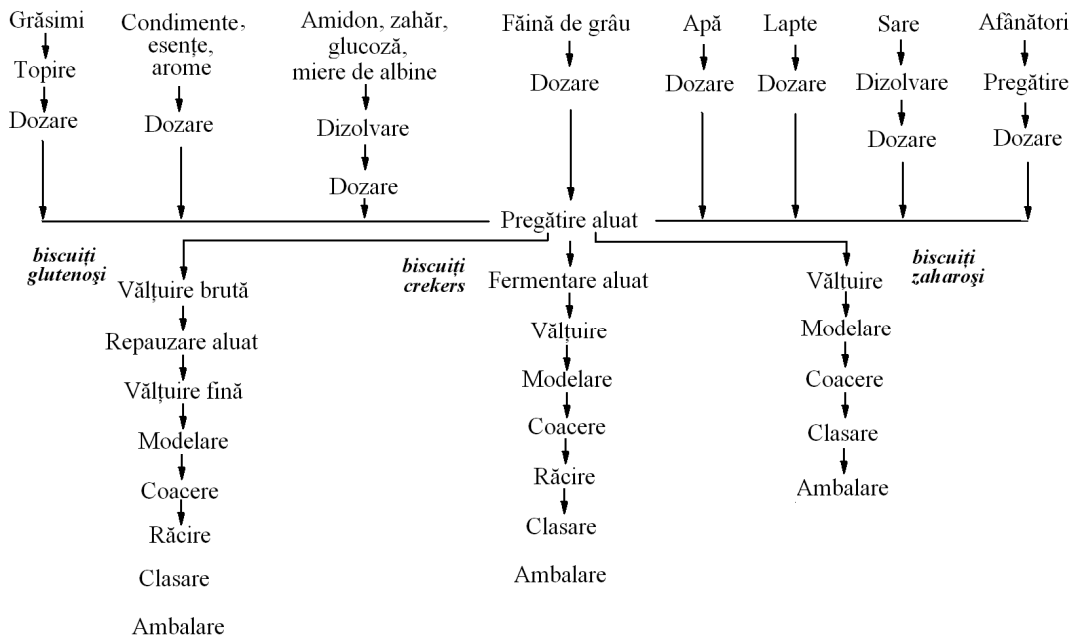 Grăsimi
Topire
Dozare
Condimente,
esențe,
arome
Dozare
Amidon, zahăr,
glucoză,
miere de albine
Dizolvare
Dozare
Făină de grâu
Dozare
Apă
Dozare
Lapte
Dozare
Sare
Dizolvare
Dozare
Afânători
Pregătire
Dozare
Pregătire aluat
biscuiți
glutenoşi
Vălțuire brută
Repauzare aluat
Vălțuire fină
Modelare
Coacere
Răcire
Clasare
Ambalare
biscuiți
crekers
Fermentare aluat
Vălțuire
Modelare
Coacere
Răcire
Clasare
Ambalare
biscuiți
zaharoşi
Vălțuire
Modelare
Coacere
Clasare
Ambalare